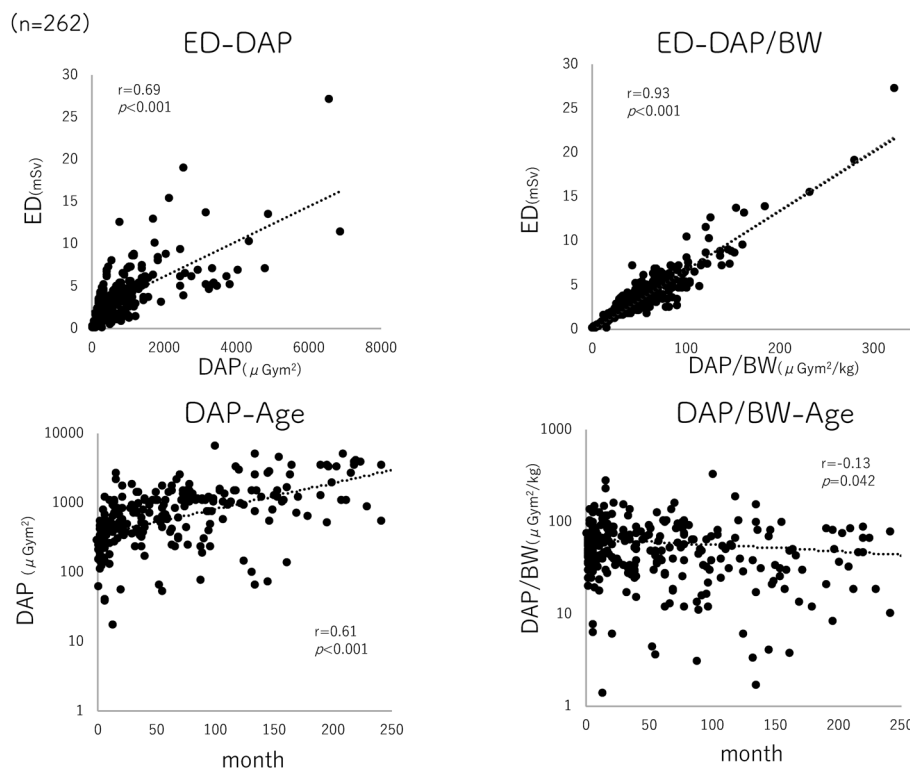 (n=262)
ED-DAP
r=0.69
p<0.001
30
25
20
15
10
5
0
ED(mSv)
0 2000 4000 6000 8000
DAP(μ Gym²)
ED-DAP/BW
r=0.93
p<0.001
30
25
20
15
10
5
0
ED(mSv)
0 100 200 300
DAP/BW(μ Gym²/kg)
DAP-Age
10000
1000
100
10
1
DAP (μ Gym²)
r=0.61
p<0.001
0 50 100 150 200 250
month
DAP/BW-Age
1000
100
10
1
DAP/BW(μ Gym²/kg)
r=-0.13
p=0.042
0 50 100 150 200 250
month